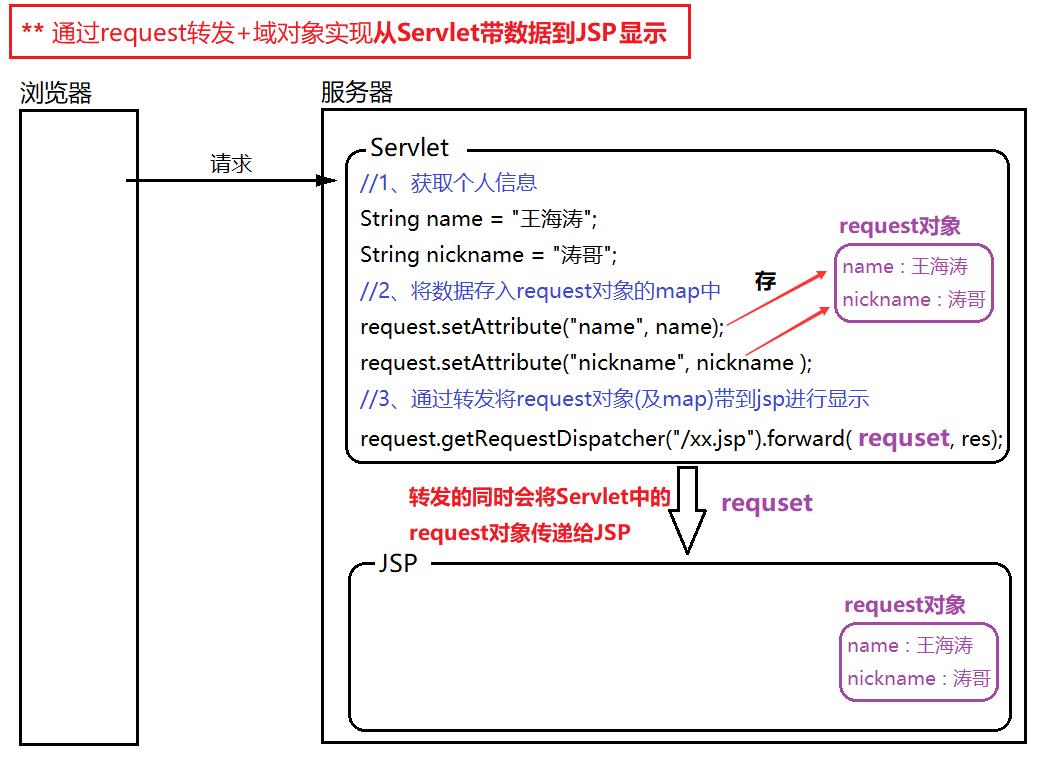 ** 通过request转发+域对象实现从Servlet带数据到JSP显示
浏览器
服务器
请求
Servlet
//1、获取个人信息
String name = "王海涛";
String nickname = "涛哥";
//2、将数据存入request对象的map中
request.setAttribute("name", name);
request.setAttribute("nickname", nickname );
//3、通过转发将request对象(及map)带到jsp进行显示
request.getRequestDispatcher("/xx.jsp").forward( requset, res);
存
request对象
name : 王海涛
nickname : 涛哥
转发的同时会将Servlet中的
request对象传递给JSP
requset
JSP
request对象
name : 王海涛
nickname : 涛哥